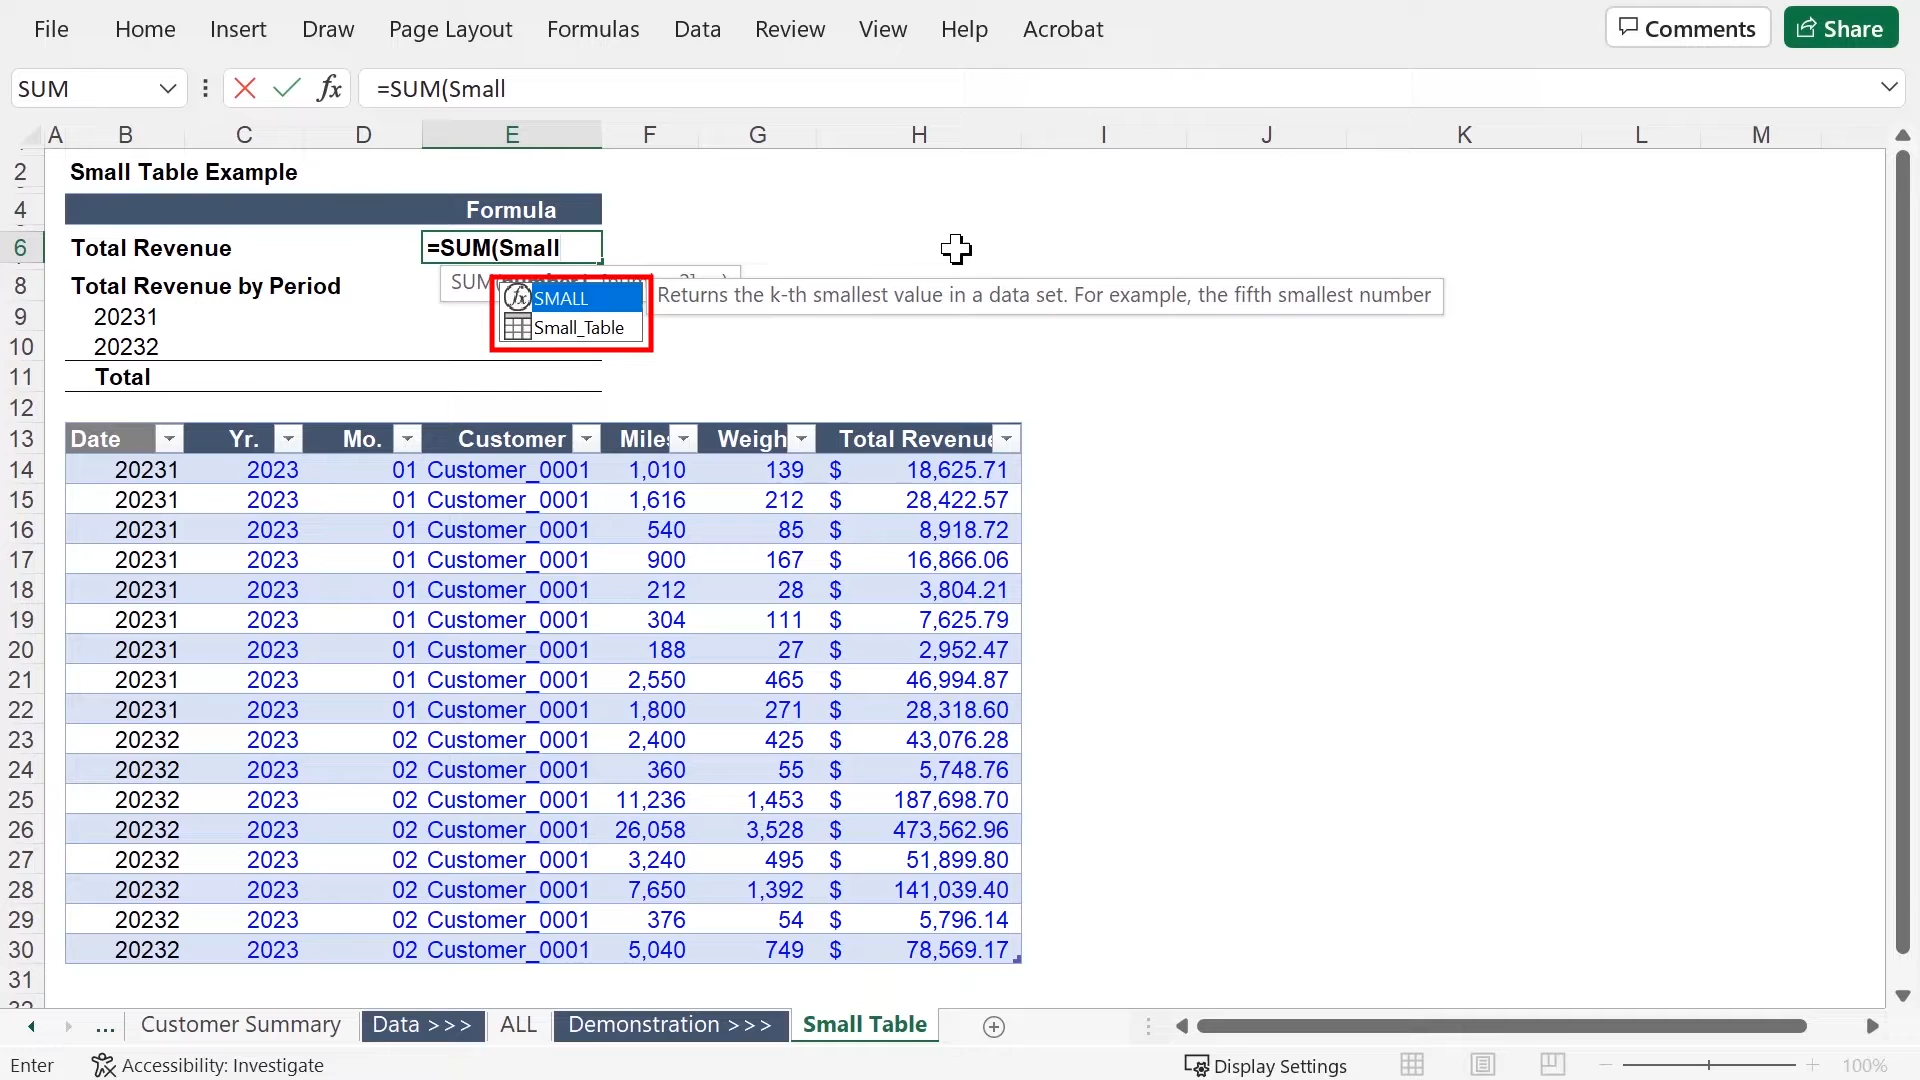 File Home Insert Draw Page Layout Formulas Data Review View Help Acrobat Comments Share
SUM fx =SUM(Small
A B C D E F G H I J K L M
2 Small Table Example
4 Formula
6 Total Revenue =SUM(Small
SUM
8 Total Revenue by Period
fx SMALL Returns the k-th smallest value in a data set. For example, the fifth smallest number
Small_Table
9 20231
10 20232
11 Total
12
13 Date Yr. Mo. Customer Miles Weigh Total Revenue
14 20231 2023 01 Customer_0001 1,010 139 $ 18,625.71
15 20231 2023 01 Customer_0001 1,616 212 $ 28,422.57
16 20231 2023 01 Customer_0001 540 85 $ 8,918.72
17 20231 2023 01 Customer_0001 900 167 $ 16,866.06
18 20231 2023 01 Customer_0001 212 28 $ 3,804.21
19 20231 2023 01 Customer_0001 304 111 $ 7,625.79
20 20231 2023 01 Customer_0001 188 27 $ 2,952.47
21 20231 2023 01 Customer_0001 2,550 465 $ 46,994.87
22 20231 2023 01 Customer_0001 1,800 271 $ 28,318.60
23 20232 2023 02 Customer_0001 2,400 425 $ 43,076.28
24 20232 2023 02 Customer_0001 360 55 $ 5,748.76
25 20232 2023 02 Customer_0001 11,236 1,453 $ 187,698.70
26 20232 2023 02 Customer_0001 26,058 3,528 $ 473,562.96
27 20232 2023 02 Customer_0001 3,240 495 $ 51,899.80
28 20232 2023 02 Customer_0001 7,650 1,392 $ 141,039.40
29 20232 2023 02 Customer_0001 376 54 $ 5,796.14
30 20232 2023 02 Customer_0001 5,040 749 $ 78,569.17
31
... Customer Summary Data >>> ALL Demonstration >>> Small Table
Enter Accessibility: Investigate Display Settings 100%